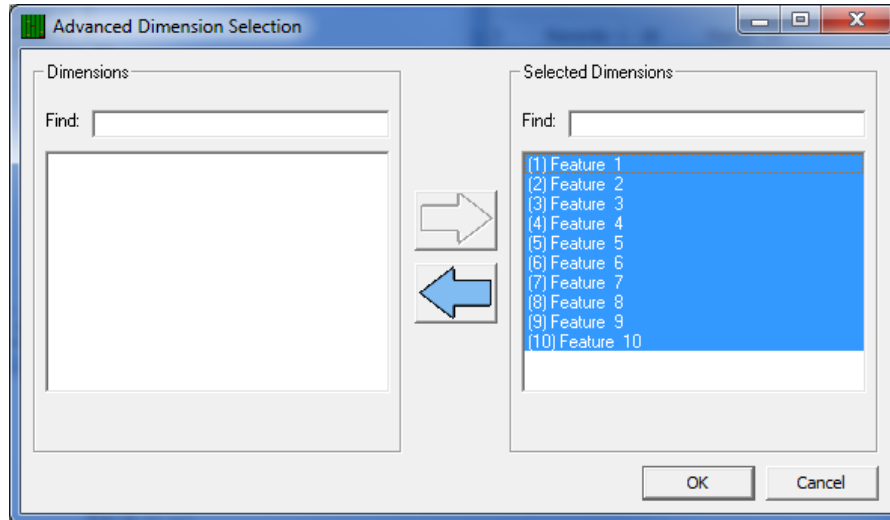 Advanced Dimension Selection
Dimensions
Find:
Selected Dimensions
Find:
(1) Feature 1
(2) Feature 2
(3) Feature 3
(4) Feature 4
(5) Feature 5
(6) Feature 6
(7) Feature 7
(8) Feature 8
(9) Feature 9
(10) Feature 10
OK
Cancel